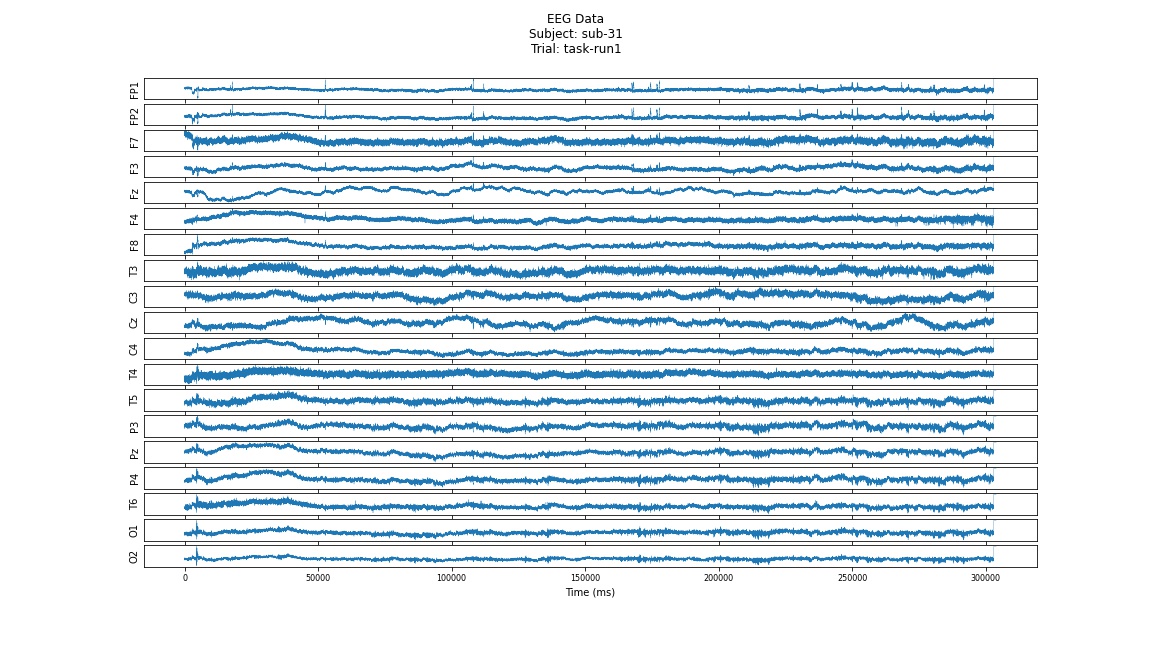 EEG Data
Subject: sub-31
Trial: task-run1
FP1
FP2
F7
F3
Fz
F4
F8
T3
C3
Cz
C4
T4
T5
P3
Pz
P4
T6
O1
O2
0 50000 100000 150000 200000 250000 300000
Time (ms)